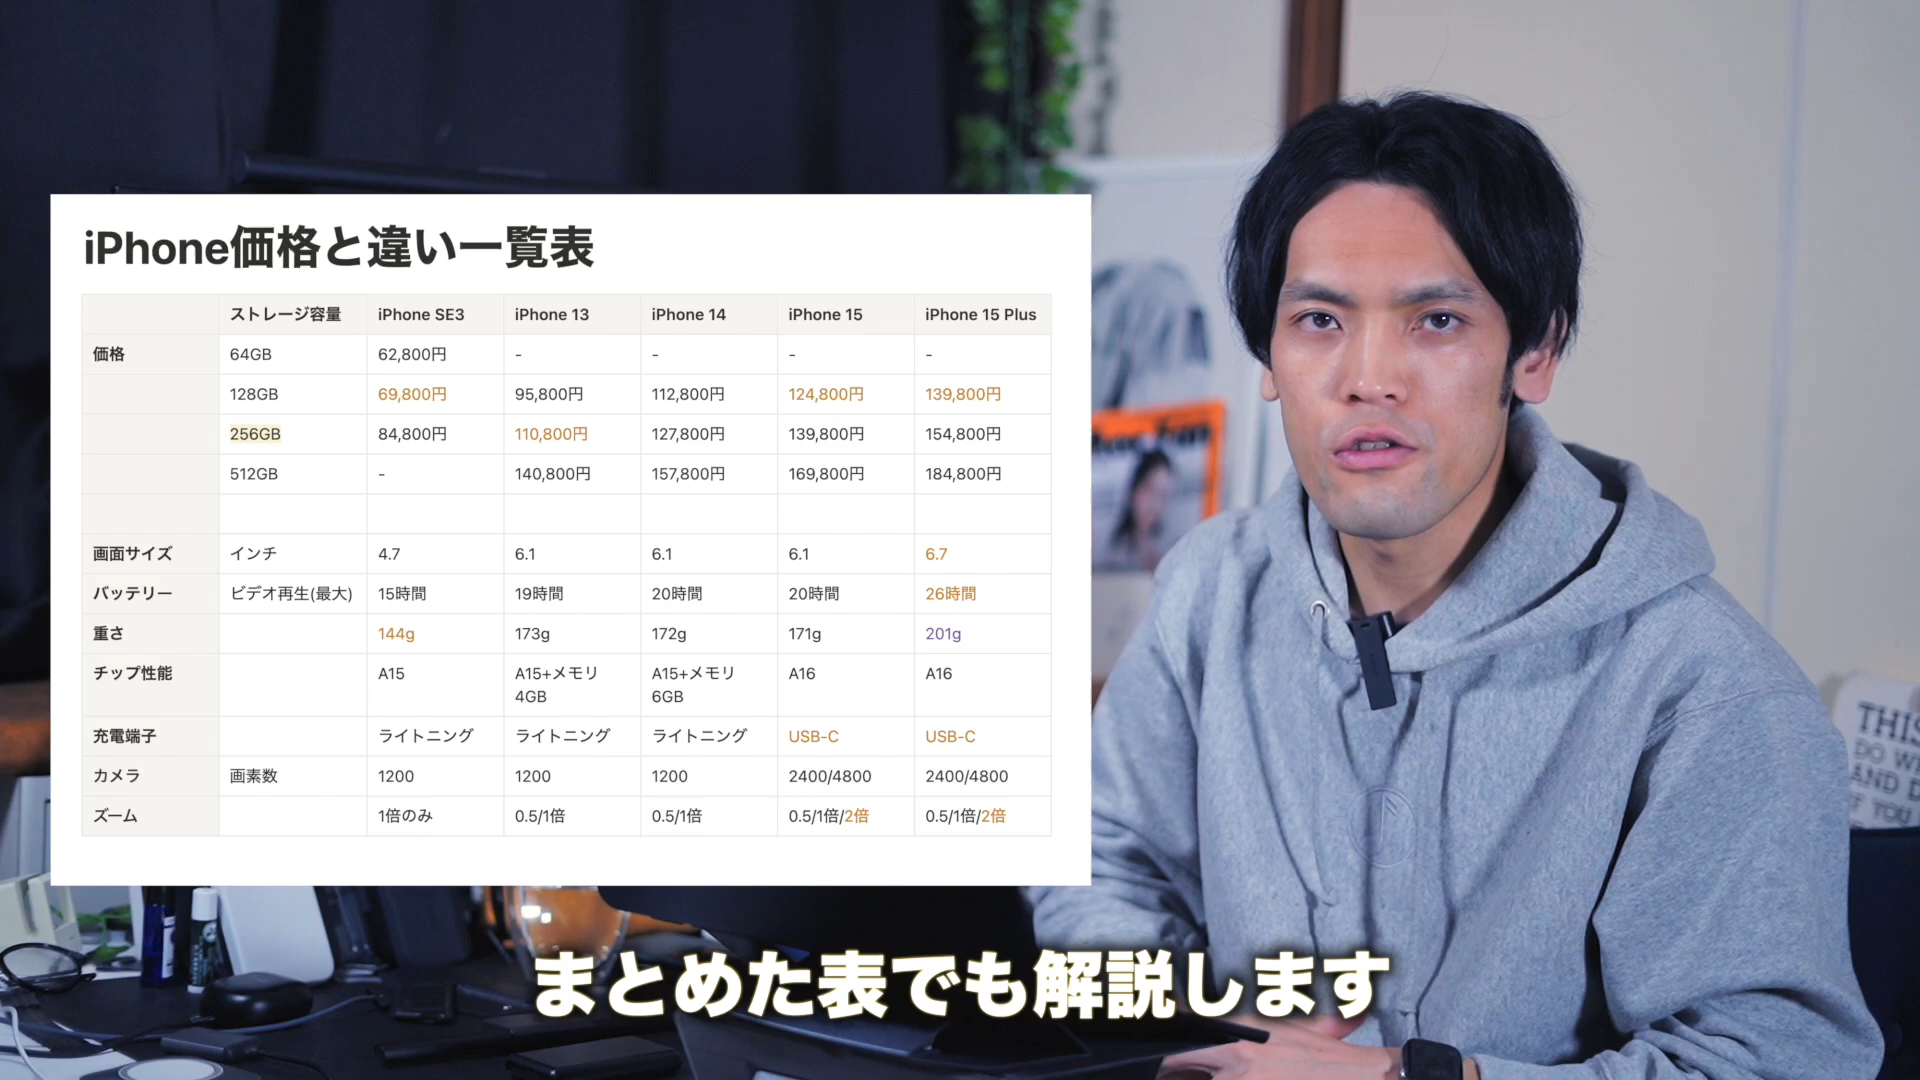 iPhone価格と違い一覧表
ストレージ容量 iPhone SE3 iPhone 13 iPhone 14 iPhone 15 iPhone 15 Plus
価格 64GB 62,800円 - - - -
128GB 69,800円 95,800円 112,800円 124,800円 139,800円
256GB 84,800円 110,800円 127,800円 139,800円 154,800円
512GB - 140,800円 157,800円 169,800円 184,800円
画面サイズ インチ 4.7 6.1 6.1 6.1 6.7
バッテリー ビデオ再生(最大) 15時間 19時間 20時間 20時間 26時間
重さ 144g 173g 172g 171g 201g
チップ性能 A15 A15+メモリ A15+メモリ A16 A16
4GB 6GB
充電端子 ライトニング ライトニング ライトニング USB-C USB-C
カメラ 画素数 1200 1200 1200 2400/4800 2400/4800
ズーム 1倍のみ 0.5/1倍 0.5/1倍 0.5/1倍/2倍 0.5/1倍/2倍
THIS
DO
AND
YOU
まとめた表でも解説します